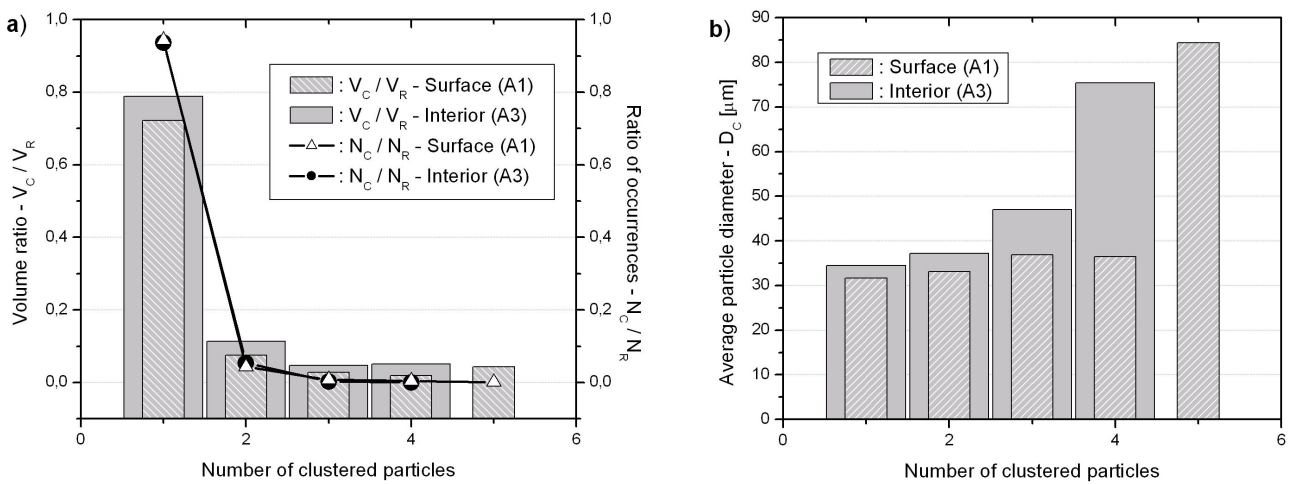 a)
1,0
0,8
0,6
0,4
0,2
0,0
Volume ratio - V_C / V_R
: V_C / V_R - Surface (A1)
: V_C / V_R - Interior (A3)
: N_C / N_R - Surface (A1)
: N_C / N_R - Interior (A3)
1,0
0,8
0,6
0,4
0,2
0,0
Ratio of occurrences - N_C / N_R
0 2 4 6
Number of clustered particles
b)
90
80
70
60
50
40
30
20
10
0
Average particle diameter - D_C [μm]
: Surface (A1)
: Interior (A3)
0 2 4 6
Number of clustered particles